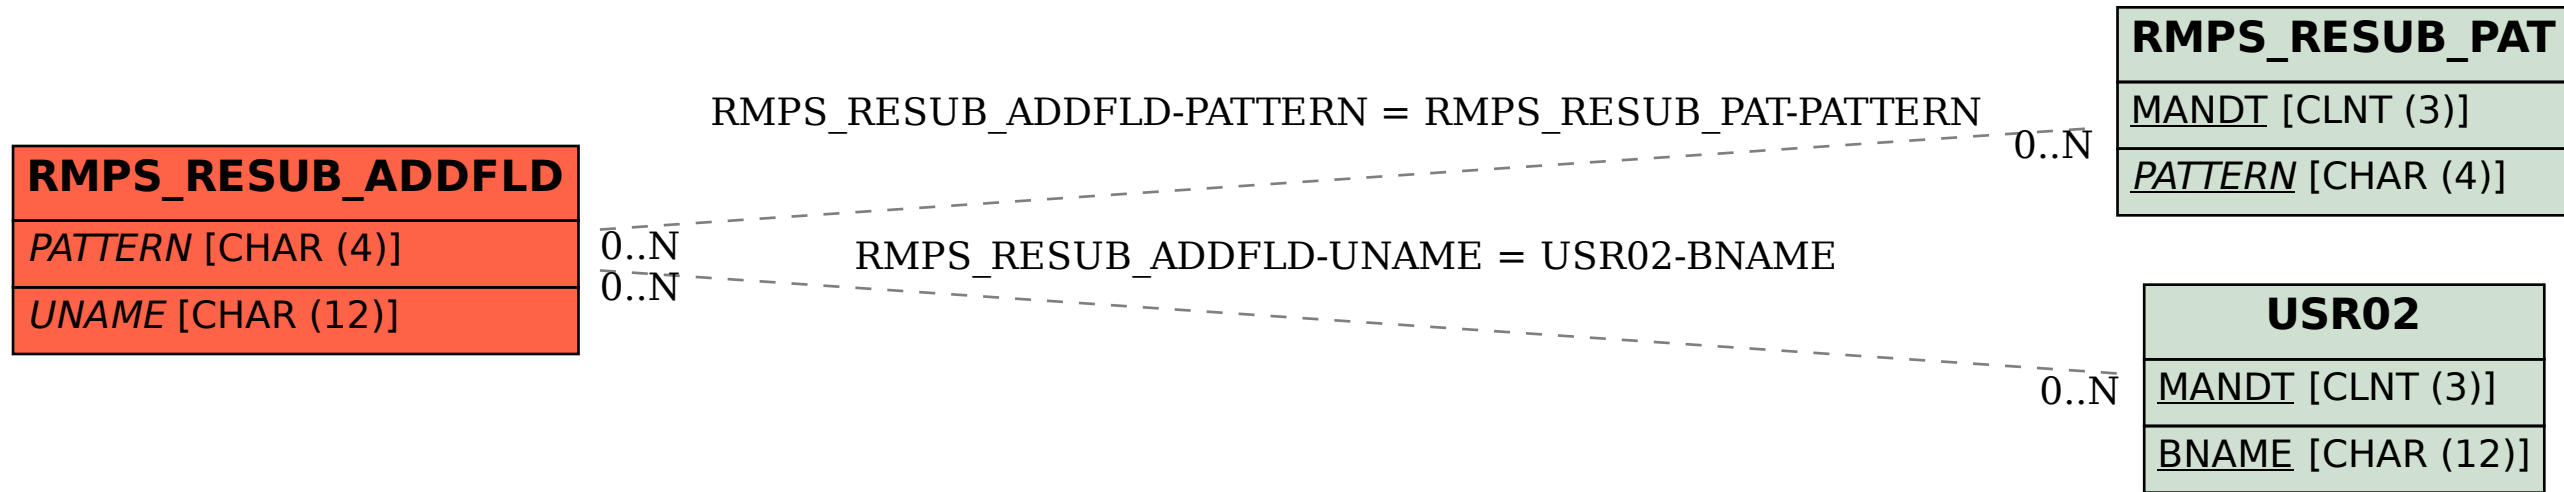 RMPS_RESUB_ADDFLD
PATTERN [CHAR (4)]
UNAME [CHAR (12)]
RMPS_RESUB_ADDFLD-PATTERN = RMPS_RESUB_PAT-PATTERN
0..N
0..N
RMPS_RESUB_ADDFLD-UNAME = USR02-BNAME
0..N
0..N
RMPS_RESUB_PAT
MANDT [CLNT (3)]
PATTERN [CHAR (4)]
USR02
MANDT [CLNT (3)]
BNAME [CHAR (12)]